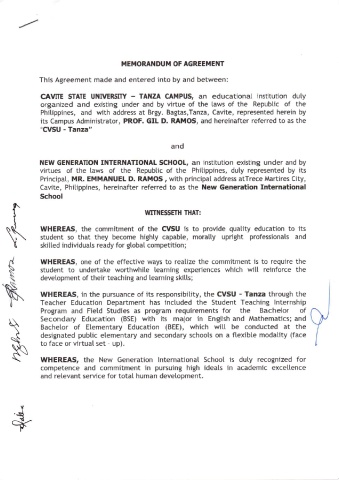 MEMORANDUM OF AGREEMENT
This Agreement made and entered into by and between:
CAVITE STATE UNIVERSITY – TANZA CAMPUS, an educational institution duly
organized and existing under and by virtue of the laws of the Republic of the
Philippines, and with address at Brgy. Bagtas,Tanza, Cavite, represented herein by
its Campus Administrator, PROF. GIL D. RAMOS, and hereinafter referred to as the
"CVSU - Tanza"
and
NEW GENERATION INTERNATIONAL SCHOOL, an institution existing under and by
virtues of the laws of the Republic of the Philippines, duly represented by its
Principal, MR. EMMANUEL D. RAMOS , with principal address atTrece Martires City,
Cavite, Philippines, hereinafter referred to as the New Generation International
School
WITNESSETH THAT:
WHEREAS, the commitment of the CVSU is to provide quality education to its
student so that they become highly capable, morally upright professionals and
skilled individuals ready for global competition;
WHEREAS, one of the effective ways to realize the commitment is to require the
student to undertake worthwhile learning experiences which will reinforce the
development of their teaching and learning skills;
WHEREAS, in the pursuance of its responsibility, the CVSU - Tanza through the
Teacher Education Department has included the Student Teaching Internship
Program and Field Studies as program requirements for the Bachelor of
Secondary Education (BSE) with its major in English and Mathematics; and
Bachelor of Elementary Education (BEE), which will be conducted at the
designated public elementary and secondary schools on a flexible modality (face
to face or virtual set - up).
WHEREAS, the New Generation International School is duly recognized for
competence and commitment in pursuing high ideals in academic excellence
and relevant service for total human development.